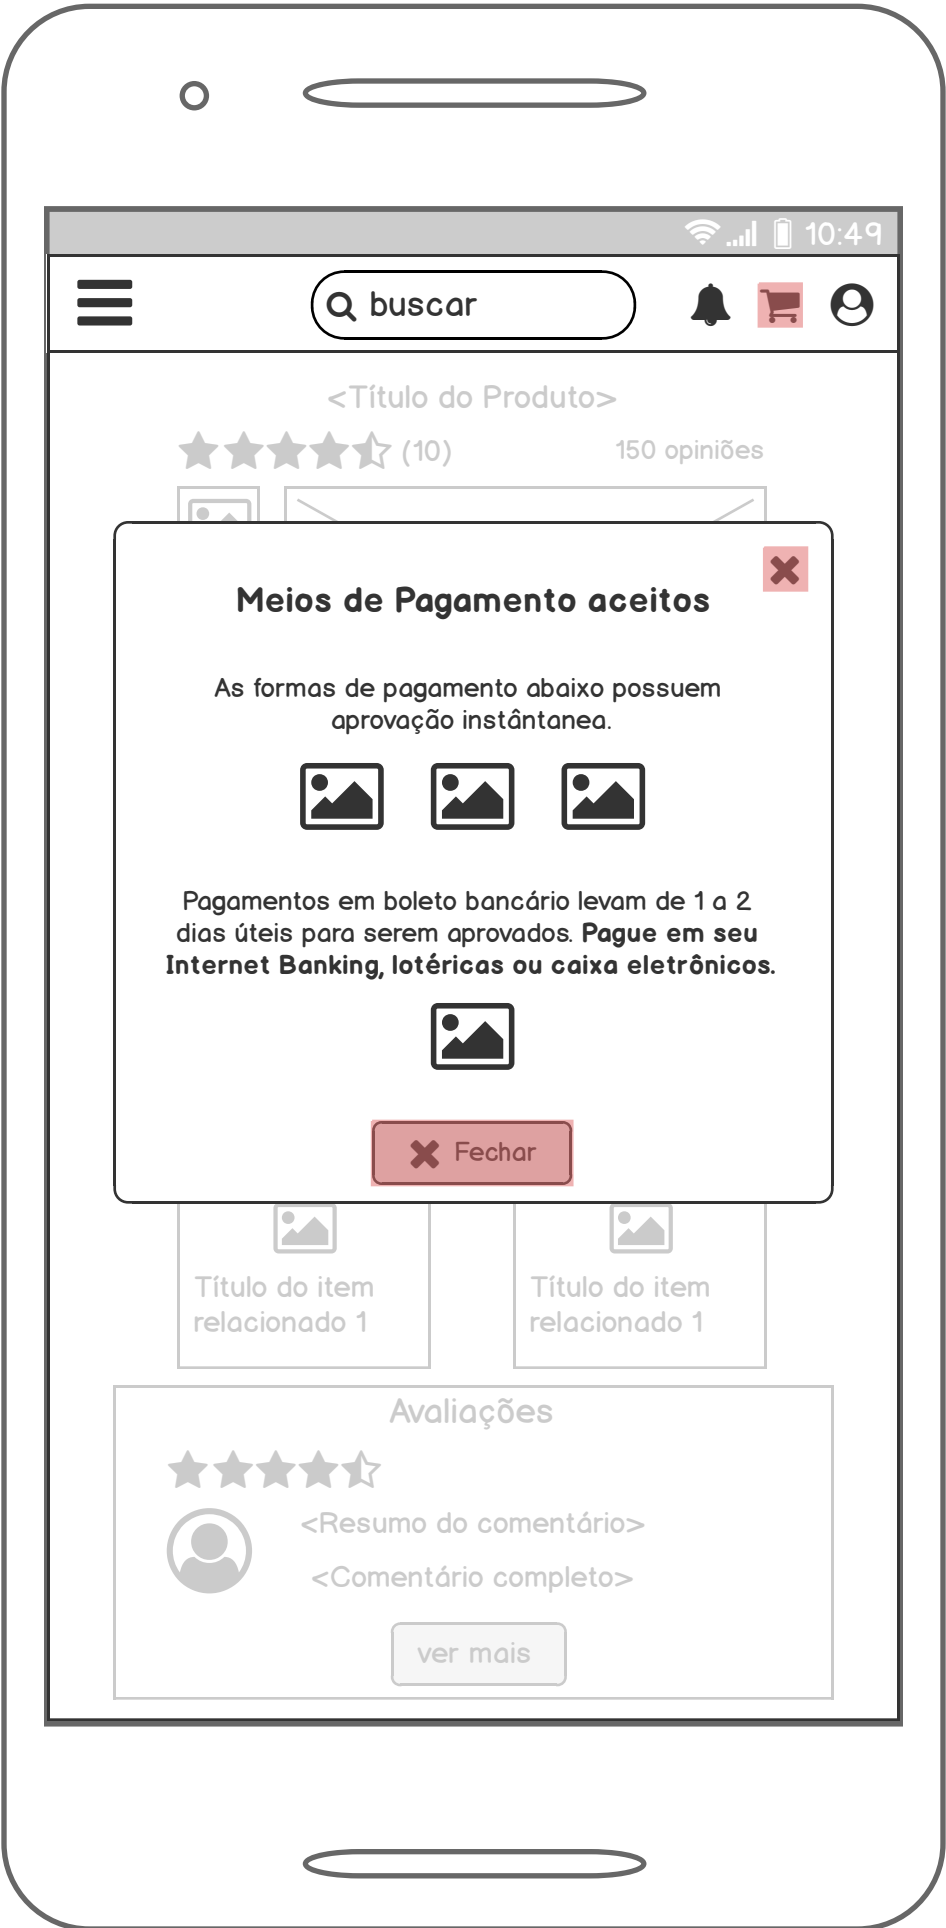 10:49
buscar
<Título do Produto>
(10)
150 opiniões
Meios de Pagamento aceitos
As formas de pagamento abaixo possuem
aprovação instântanea.
Pagamentos em boleto bancário levam de 1 a 2
dias úteis para serem aprovados. Pague em seu
Internet Banking, lotéricas ou caixa eletrônicos.
Fechar
Título do item
relacionado 1
Título do item
relacionado 1
Avaliações
<Resumo do comentário>
<Comentário completo>
ver mais